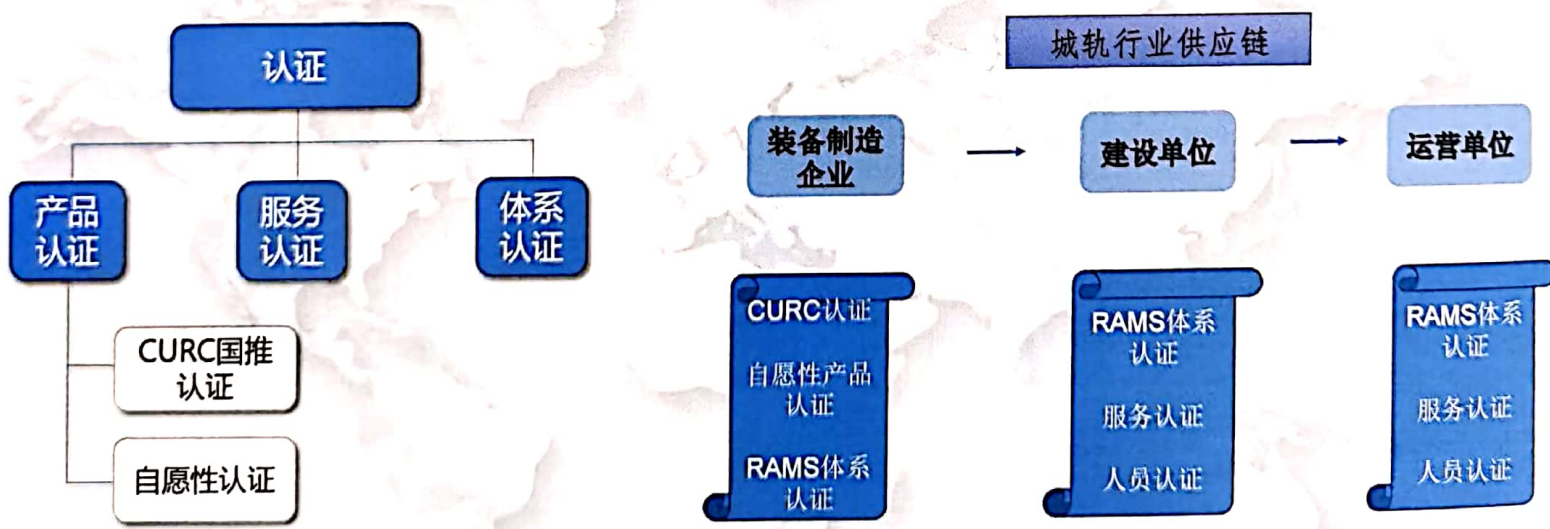 认证
产品
认证
服务
认证
体系
认证
CURC国推
认证
自愿性认证
城轨行业供应链
装备制造
企业
建设单位
运营单位
CURC认证
自愿性产品
认证
RAMS体系
认证
RAMS体系
认证
服务认证
人员认证
RAMS体系
认证
服务认证
人员认证